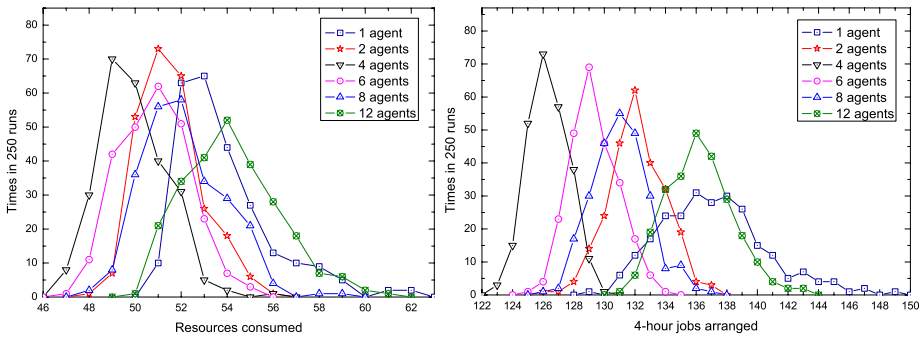 Times in 250 runs
80
70
60
50
40
30
20
10
0
46 48 50 52 54 56 58 60 62
Resources consumed
1 agent
2 agents
4 agents
6 agents
8 agents
12 agents
Times in 250 runs
80
70
60
50
40
30
20
10
0
122 124 126 128 130 132 134 136 138 140 142 144 146 148 150
4-hour jobs arranged
1 agent
2 agents
4 agents
6 agents
8 agents
12 agents